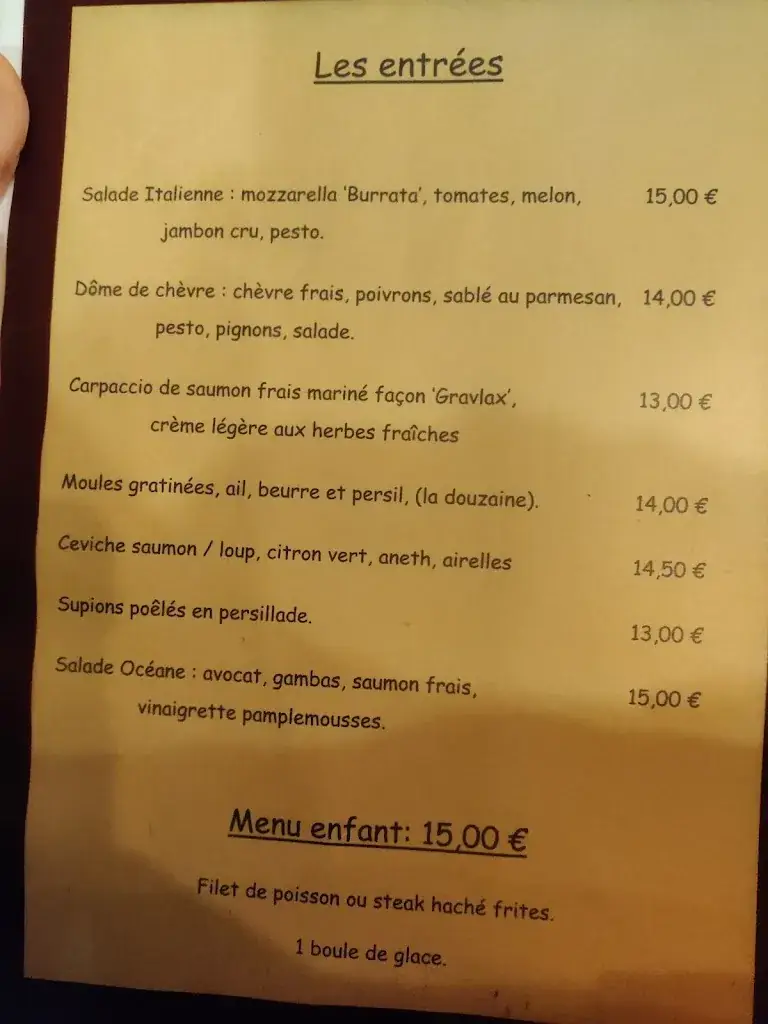 Les entrées
Salade Italienne : mozzarella 'Burrata', tomates, melon, 15,00 €
jambon cru, pesto.
Dôme de chèvre : chèvre frais, poivrons, sablé au parmesan, 14,00 €
pesto, pignons, salade.
Carpaccio de saumon frais mariné façon 'Gravlax', 13,00 €
crème légère aux herbes fraîches
Moules gratinées, ail, beurre et persil, (la douzaine). 14,00 €
Ceviche saumon / loup, citron vert, aneth, airelles 14,50 €
Supions poêlés en persillade. 13,00 €
Salade Océane : avocat, gambas, saumon frais, 15,00 €
vinaigrette pamplemousses.
Menu enfant: 15,00 €
Filet de poisson ou steak haché frites.
1 boule de glace.